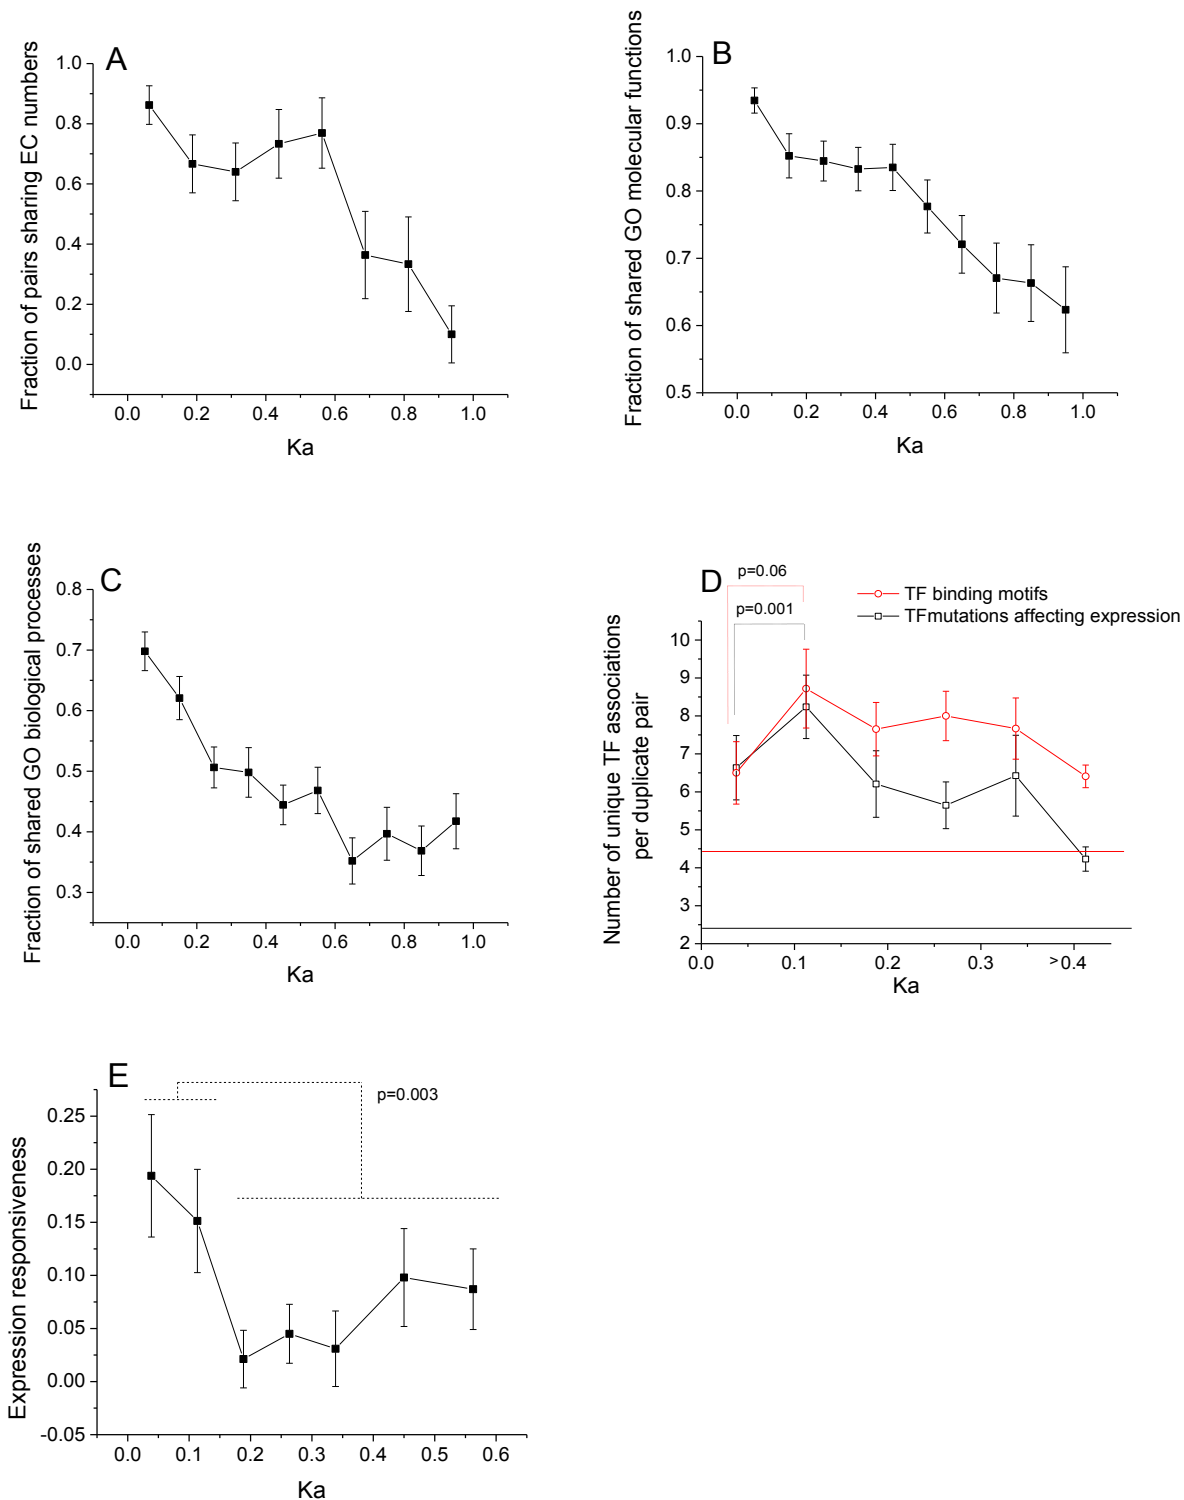 A
Fraction of pairs sharing EC numbers
1.0
0.8
0.6
0.4
0.2
0.0
0.0 0.2 0.4 0.6 0.8 1.0
Ka
B
Fraction of shared GO molecular functions
1.0
0.9
0.8
0.7
0.6
0.5
0.0 0.2 0.4 0.6 0.8 1.0
Ka
C
Fraction of shared GO biological processes
0.8
0.7
0.6
0.5
0.4
0.3
0.0 0.2 0.4 0.6 0.8 1.0
Ka
D
p=0.06
p=0.001
TF binding motifs
TFmutations affecting expression
Number of unique TF associations
per duplicate pair
10
9
8
7
6
5
4
3
2
0.0 0.1 0.2 0.3 >0.4
Ka
E
p=0.003
Expression responsiveness
0.25
0.20
0.15
0.10
0.05
0.00
-0.05
0.0 0.1 0.2 0.3 0.4 0.5 0.6
Ka